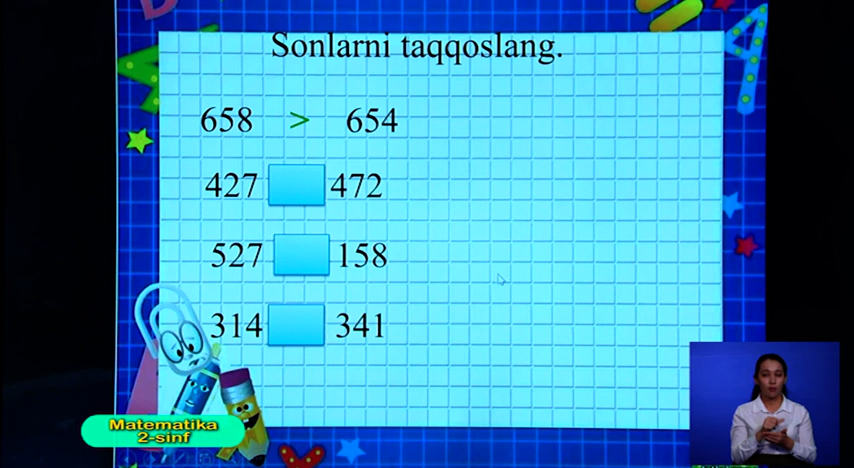 Sonlarni taqqoslang.
658 > 654
427 472
527 158
314 341
Matematika
2-sinf